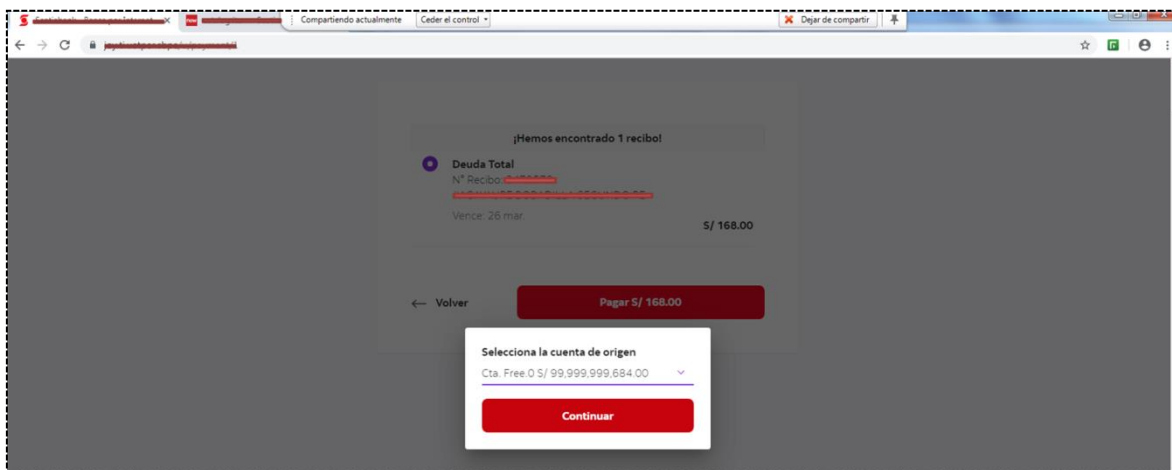 Compartiendo actualmente Ceder el control Dejar de compartir
¡Hemos encontrado 1 recibo!
Deuda Total
N° Recibo:
Vence: 26 mar.
S/ 168.00
Volver Pagar S/ 168.00
Selecciona la cuenta de origen
Cta. Free.0 S/ 99,999,999,684.00
Continuar